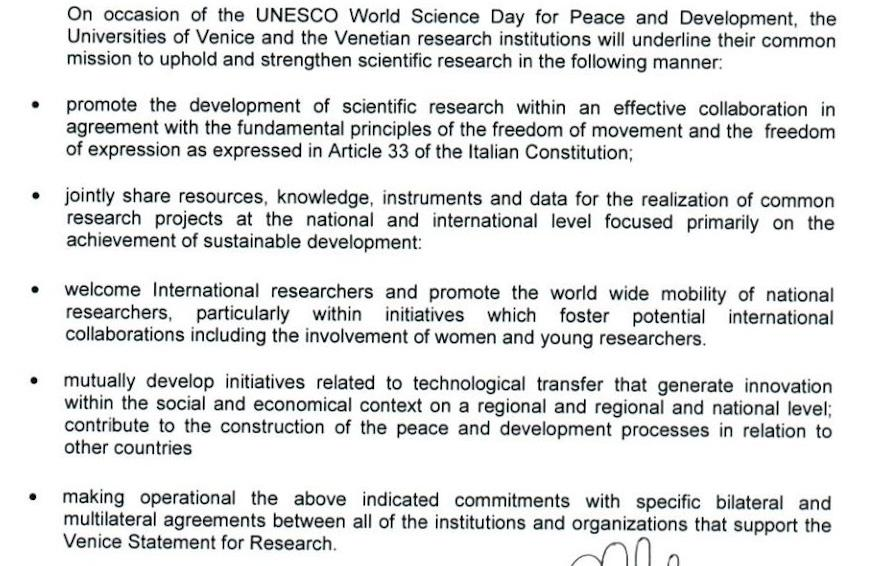 On occasion of the UNESCO World Science Day for Peace and Development, the
Universities of Venice and the Venetian research institutions will underline their common
mission to uphold and strengthen scientific research in the following manner:
• promote the development of scientific research within an effective collaboration in
agreement with the fundamental principles of the freedom of movement and the freedom
of expression as expressed in Article 33 of the Italian Constitution;
• jointly share resources, knowledge, instruments and data for the realization of common
research projects at the national and international level focused primarily on the
achievement of sustainable development:
• welcome International researchers and promote the world wide mobility of national
researchers, particularly within initiatives which foster potential international
collaborations including the involvement of women and young researchers.
• mutually develop initiatives related to technological transfer that generate innovation
within the social and economical context on a regional and regional and national level;
contribute to the construction of the peace and development processes in relation to
other countries
• making operational the above indicated commitments with specific bilateral and
multilateral agreements between all of the institutions and organizations that support the
Venice Statement for Research.